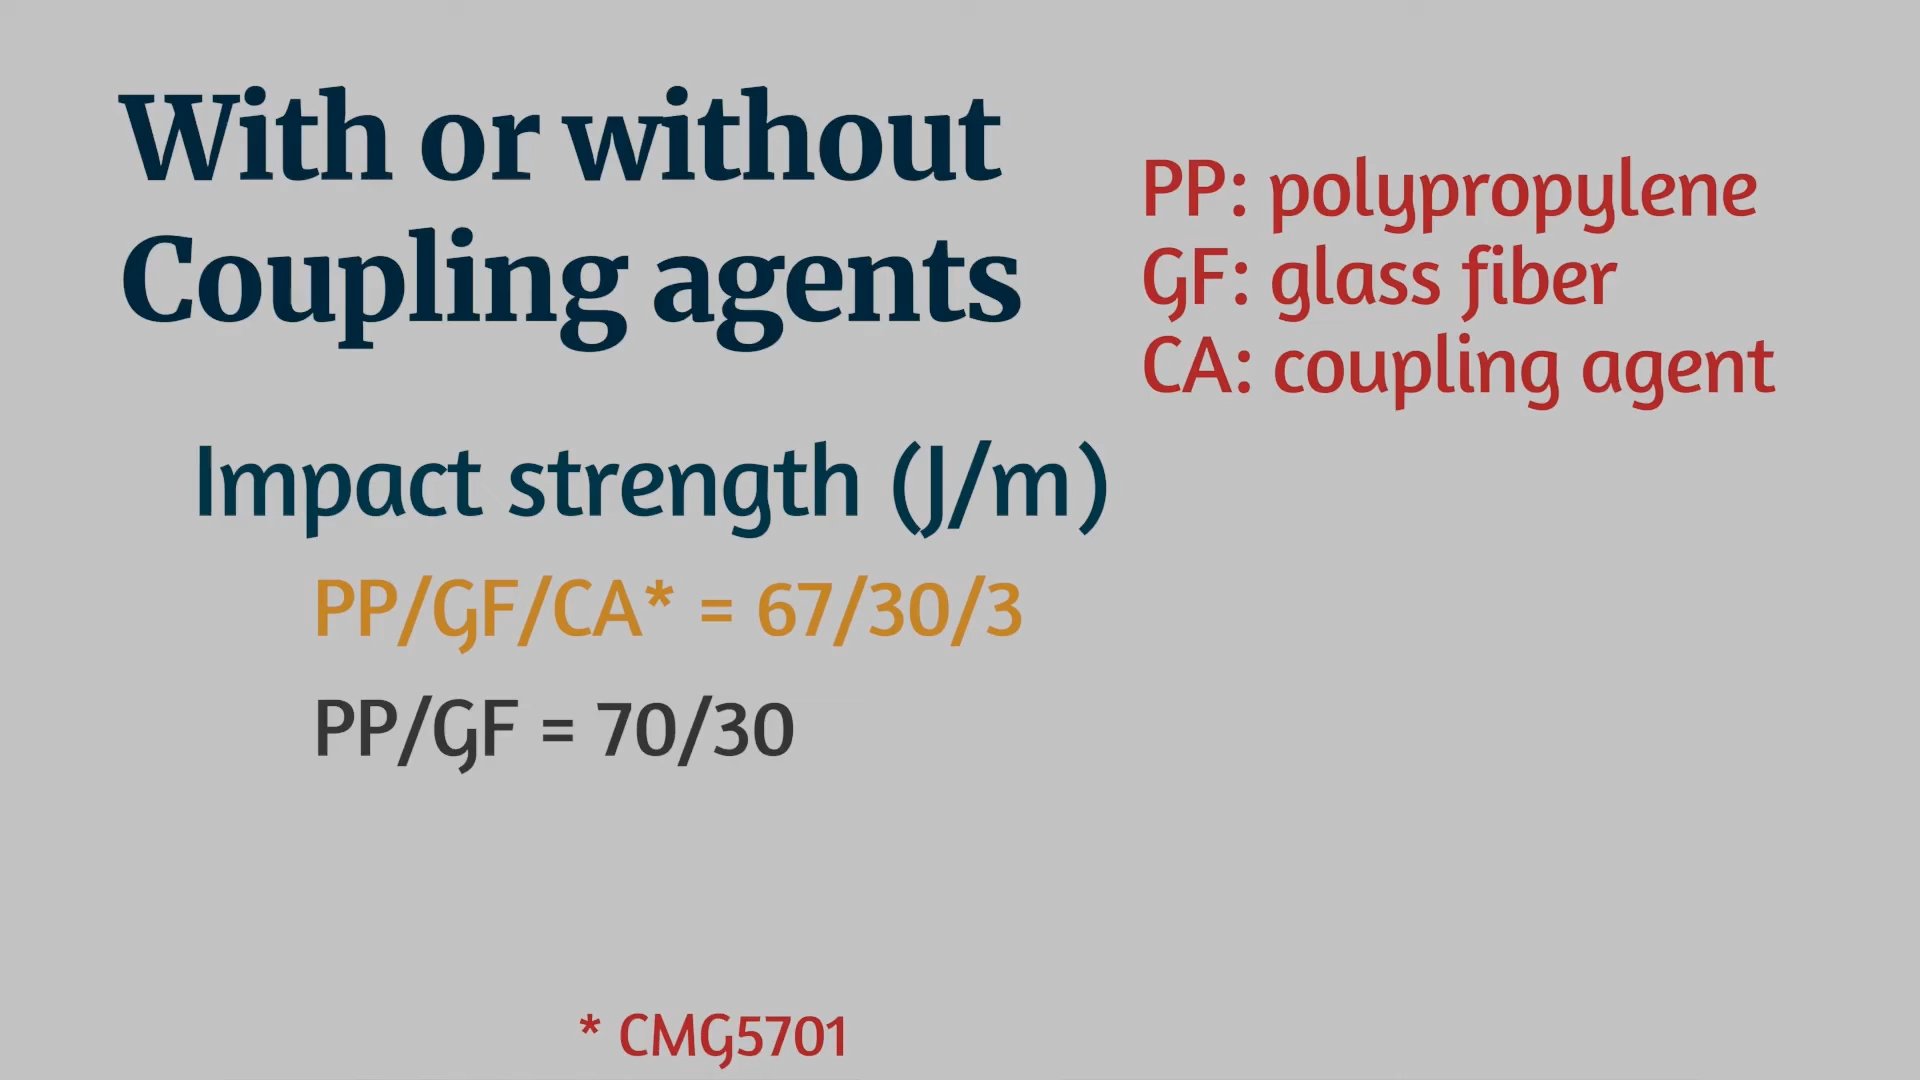 With or without
Coupling agents
PP: polypropylene
GF: glass fiber
CA: coupling agent
Impact strength (J/m)
PP/GF/CA* = 67/30/3
PP/GF = 70/30
* CMG5701